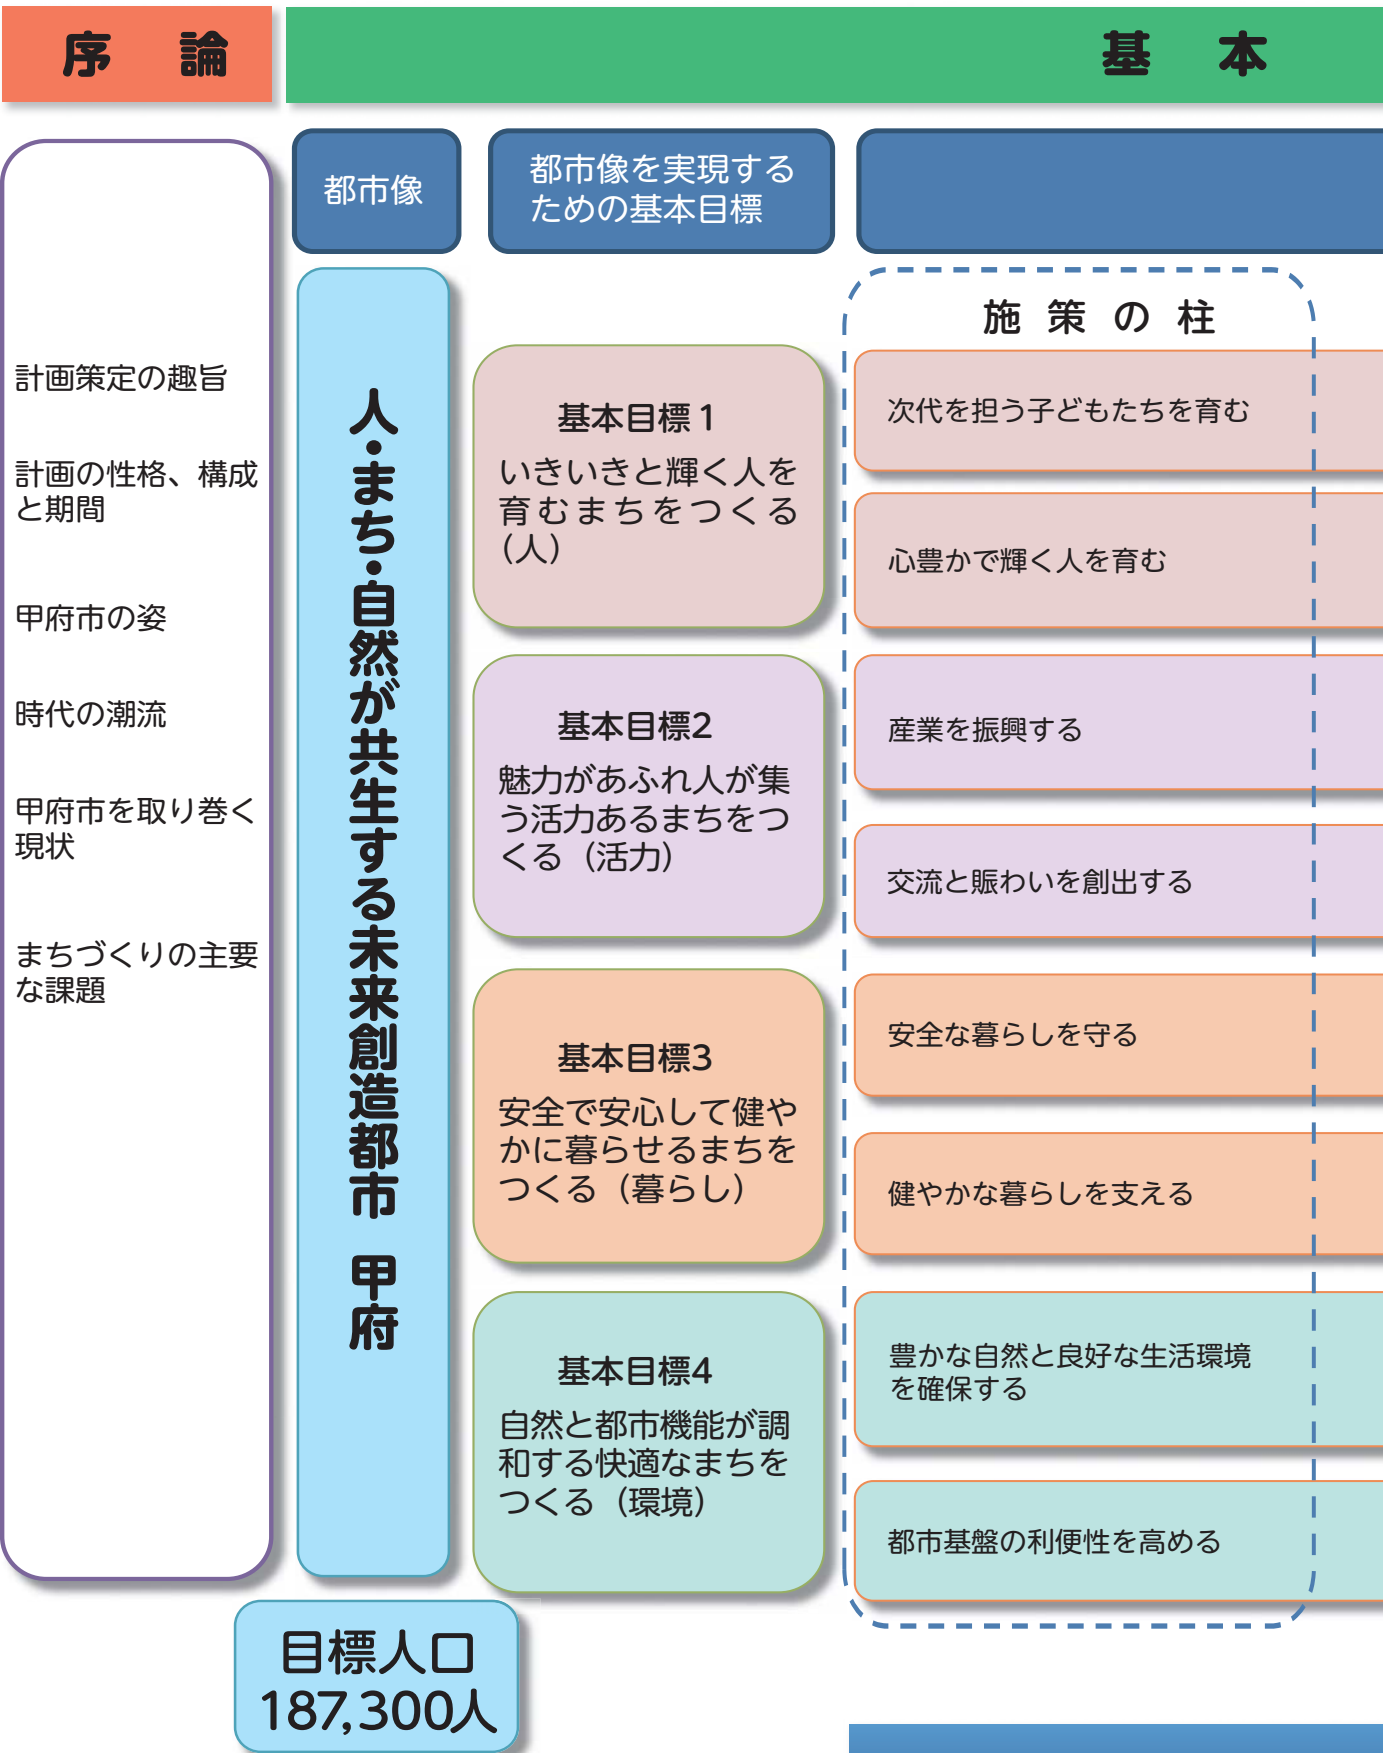 序 論
基 本
都市像
都市像を実現する
ための基本目標
計画策定の趣旨
計画の性格、構成
と期間
甲府市の姿
時代の潮流
甲府市を取り巻く
現状
まちづくりの主要
な課題
人・まち・自然が共生する未来創造都市 甲府
目標人口
187,300人
基本目標1
いきいきと輝く人を
育むまちをつくる
(人)
基本目標2
魅力があふれ人が集
う活力あるまちをつ
くる（活力）
基本目標3
安全で安心して健や
かに暮らせるまちを
つくる（暮らし）
基本目標4
自然と都市機能が調
和する快適なまちを
つくる（環境）
施策の柱
次代を担う子どもたちを育む
心豊かで輝く人を育む
産業を振興する
交流と賑わいを創出する
安全な暮らしを守る
健やかな暮らしを支える
豊かな自然と良好な生活環境
を確保する
都市基盤の利便性を高める